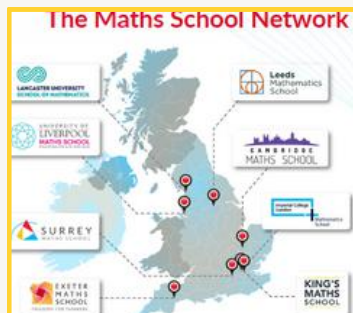 The Maths School Network
LANCASTER UNIVERSITY
SCHOOL OF MATHEMATICS
Leeds
Mathematics
School
UNIVERSITY OF
LIVERPOOL
MATHS SCHOOL
CAMBRIDGE
MATHS SCHOOL
Imperial College
London
Mathematics
School
SURREY
MATHS SCHOOL
EXETER
MATHS
SCHOOL
KING'S
MATHS
SCHOOL